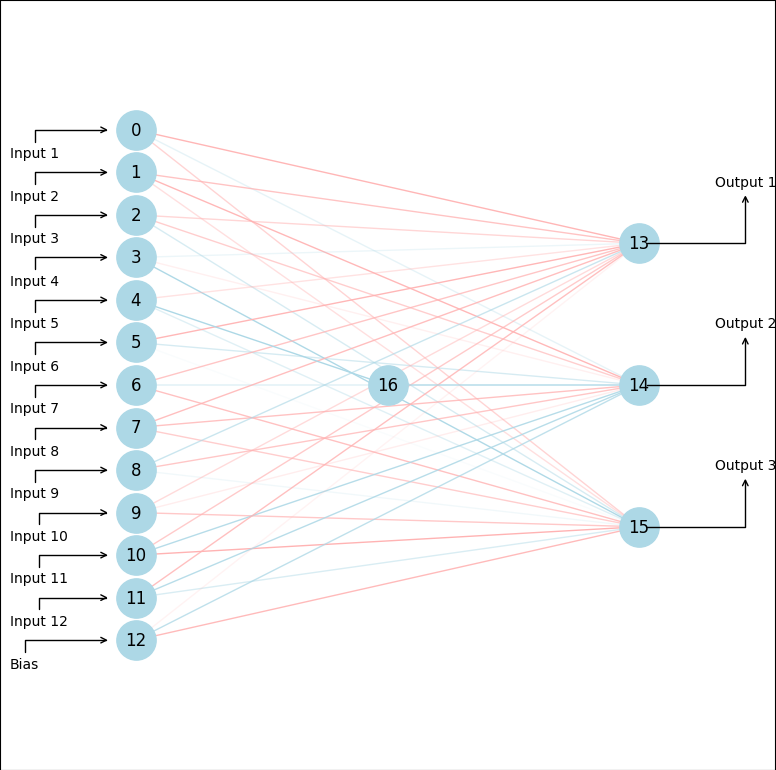 0
Input 1
1
Input 2
2
Input 3
3
Input 4
4
Input 5
5
Input 6
6
Input 7
7
Input 8
8
Input 9
9
Input 10
10
Input 11
11
Input 12
12
Bias
16
Output 1
13
Output 2
14
Output 3
15